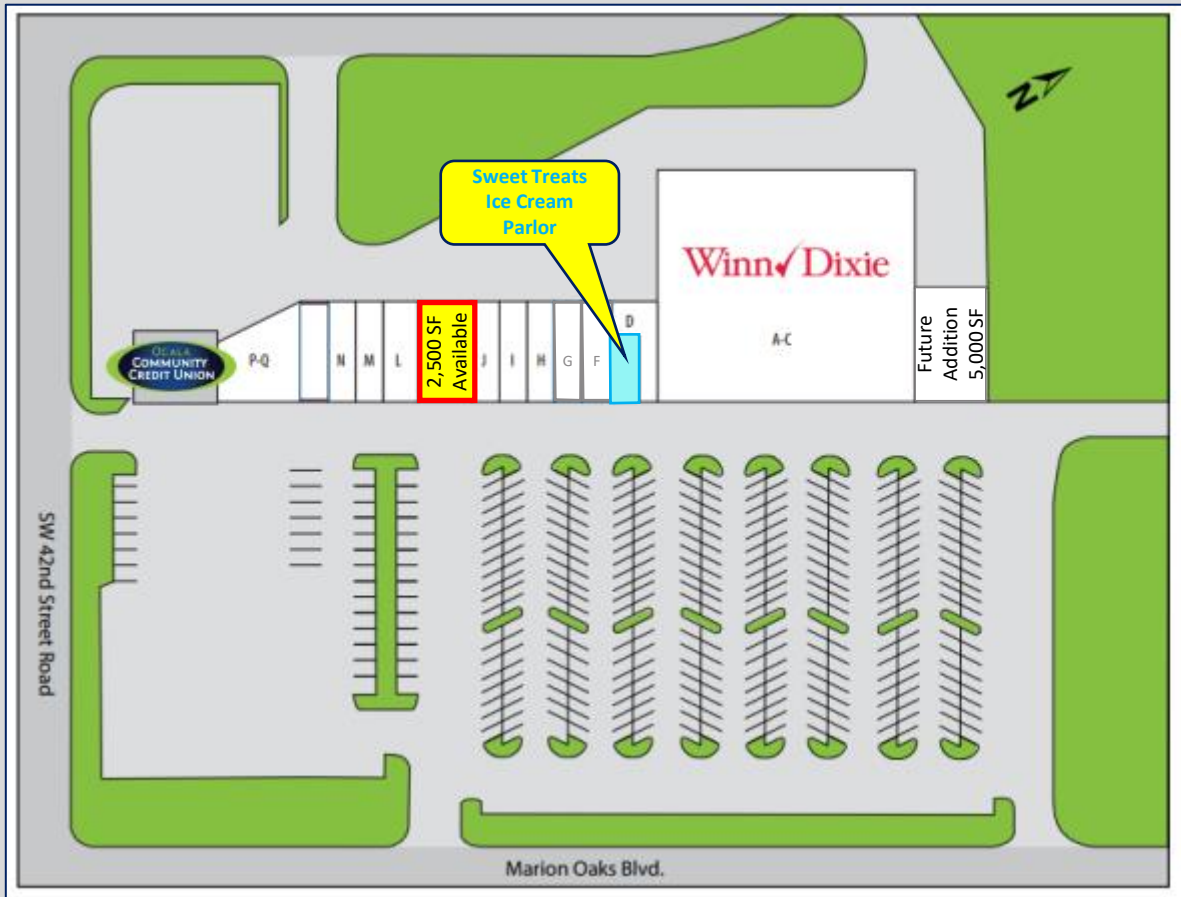 N
Sweet Treats
Ice Cream
Parlor
Winn✓Dixie
A-C
Future
Addition
5,000 SF
D
F
G
H
I
J
2,500 SF
Available
L
M
N
P-Q
OCALA
COMMUNITY
CREDIT UNION
SW 42nd Street Road
Marion Oaks Blvd.